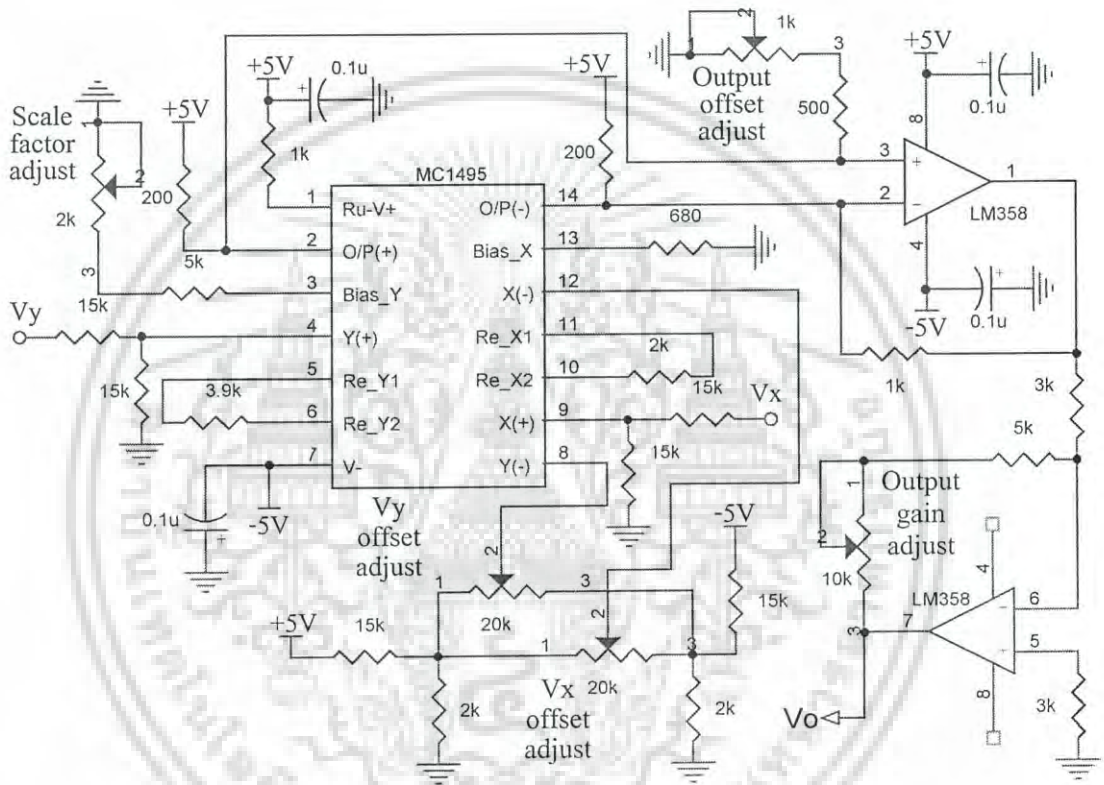 +5V
0.1u
Scale
factor
adjust
1
2
2k
3
+5V
200
5k
1k
+5V
200
1
2
1k
3
Output
offset
adjust
500
+5V
0.1u
8
3
+
2
−
1
LM358
4
-5V
0.1u
MC1495
1
Ru-V+
2
O/P(+)
3
Bias_Y
4
Y(+)
5
Re_Y1
6
Re_Y2
7
V-
O/P(-)
14
Bias_X
13
X(-)
12
Re_X1
11
Re_X2
10
X(+)
9
Y(-)
8
680
2k
15k
Vx
15k
Vy
15k
15k
3.9k
0.1u
-5V
Vy
offset
adjust
2
1
3
20k
+5V
15k
2k
1
2
3
20k
Vx
offset
adjust
-5V
15k
2k
1k
3k
5k
1
2
Output
gain
adjust
10k
3
4
LM358
7
−
6
+
5
8
3k
Vo